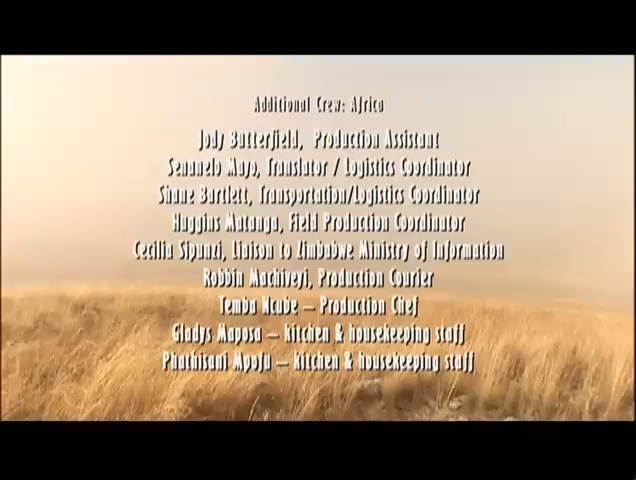 Additional Crew: Africa
Jody Butterfield, Production Assistant
Senanelo Mayo, Translator / Logistics Coordinator
Shane Bartlett, Transportation/Logistics Coordinator
Huggins Matanga, Field Production Coordinator
Cecilia Sipunzi, Liaison to Zimbabwe Ministry of Information
Robbin Machiveyi, Production Courier
Temba Ncube – Production Chef
Gladys Maposa – kitchen & housekeeping staff
Phathisani Mpofu – kitchen & housekeeping staff